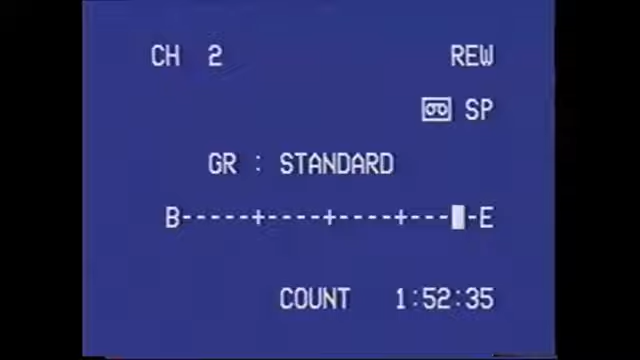 CH 2 REW
SP
GR : STANDARD
B-----+----+----+---█-E
COUNT 1:52:35